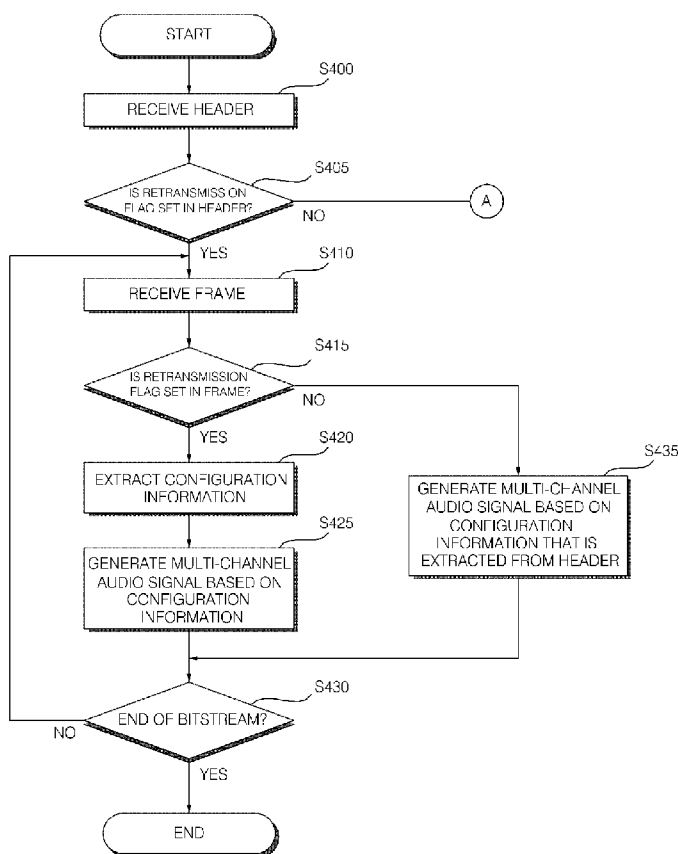 START
S400
RECEIVE HEADER
S405
IS RETRANSMISSION
FLAG SET IN HEADER?
NO
A
YES
S410
RECEIVE FRAME
S415
IS RETRANSMISSION
FLAG SET IN FRAME?
NO
YES
S420
EXTRACT CONFIGURATION
INFORMATION
S435
GENERATE MULTI-CHANNEL
AUDIO SIGNAL BASED ON
CONFIGURATION
INFORMATION THAT IS
EXTRACTED FROM HEADER
S425
GENERATE MULTI-CHANNEL
AUDIO SIGNAL BASED ON
CONFIGURATION
INFORMATION
S430
END OF BITSTREAM?
NO
YES
END